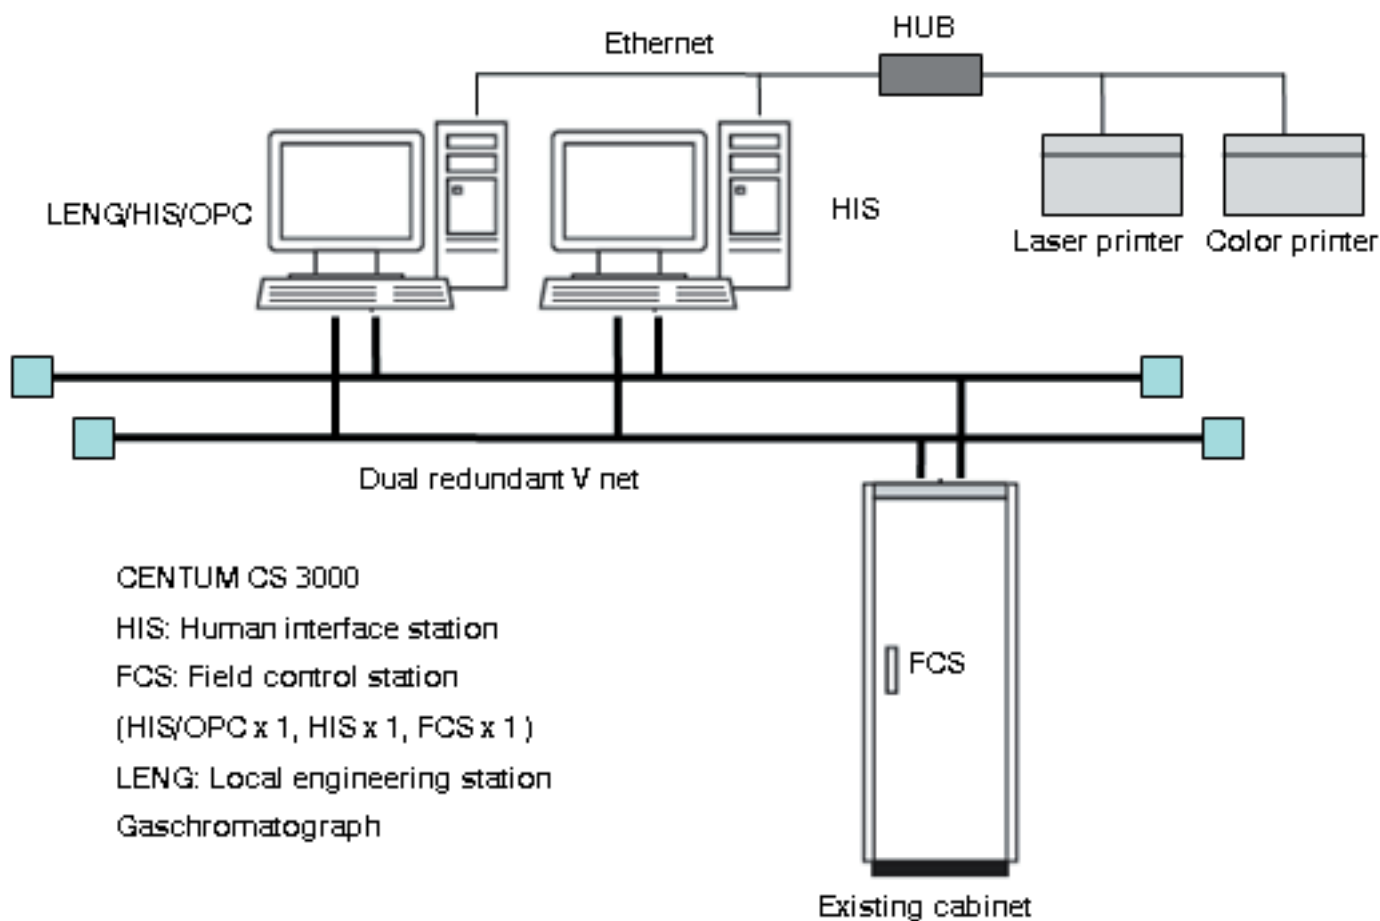 HUB
Ethernet
LENG/HIS/OPC
HIS
Laser printer
Color printer
Dual redundant V net
CENTUM CS 3000
HIS: Human interface station
FCS: Field control station
(HIS/OPC x 1, HIS x 1, FCS x 1)
LENG: Local engineering station
Gaschromatograph
FCS
Existing cabinet